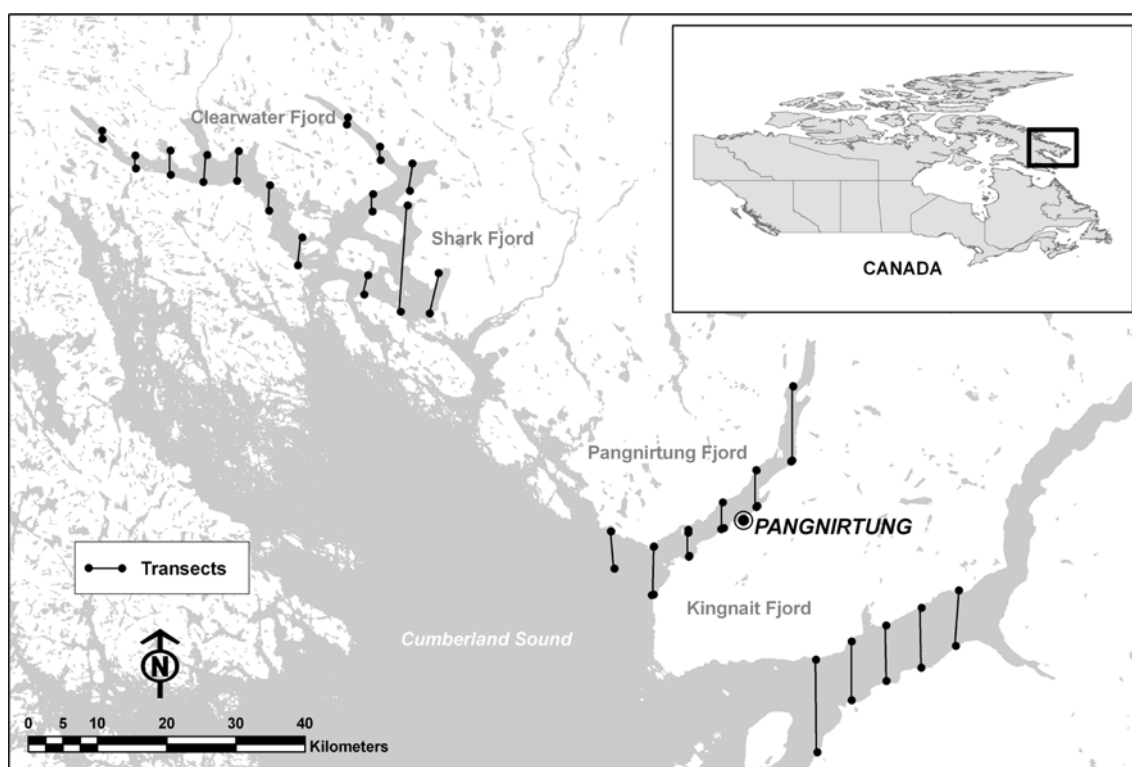 Clearwater Fjord
Shark Fjord
CANADA
Pangnirtung Fjord
PANGNIRTUNG
Transects
Kingnait Fjord
Cumberland Sound
N
0 5 10 20 30 40
Kilometers